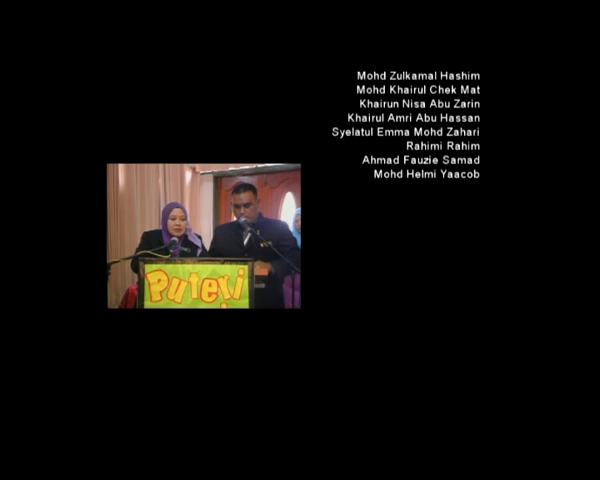 Mohd Zulkamal Hashim
Mohd Khairul Chek Mat
Khairun Nisa Abu Zarin
Khairul Amri Abu Hassan
Syelatul Emma Mohd Zahari
Rahimi Rahim
Ahmad Fauzie Samad
Mohd Helmi Yaacob
Puteri